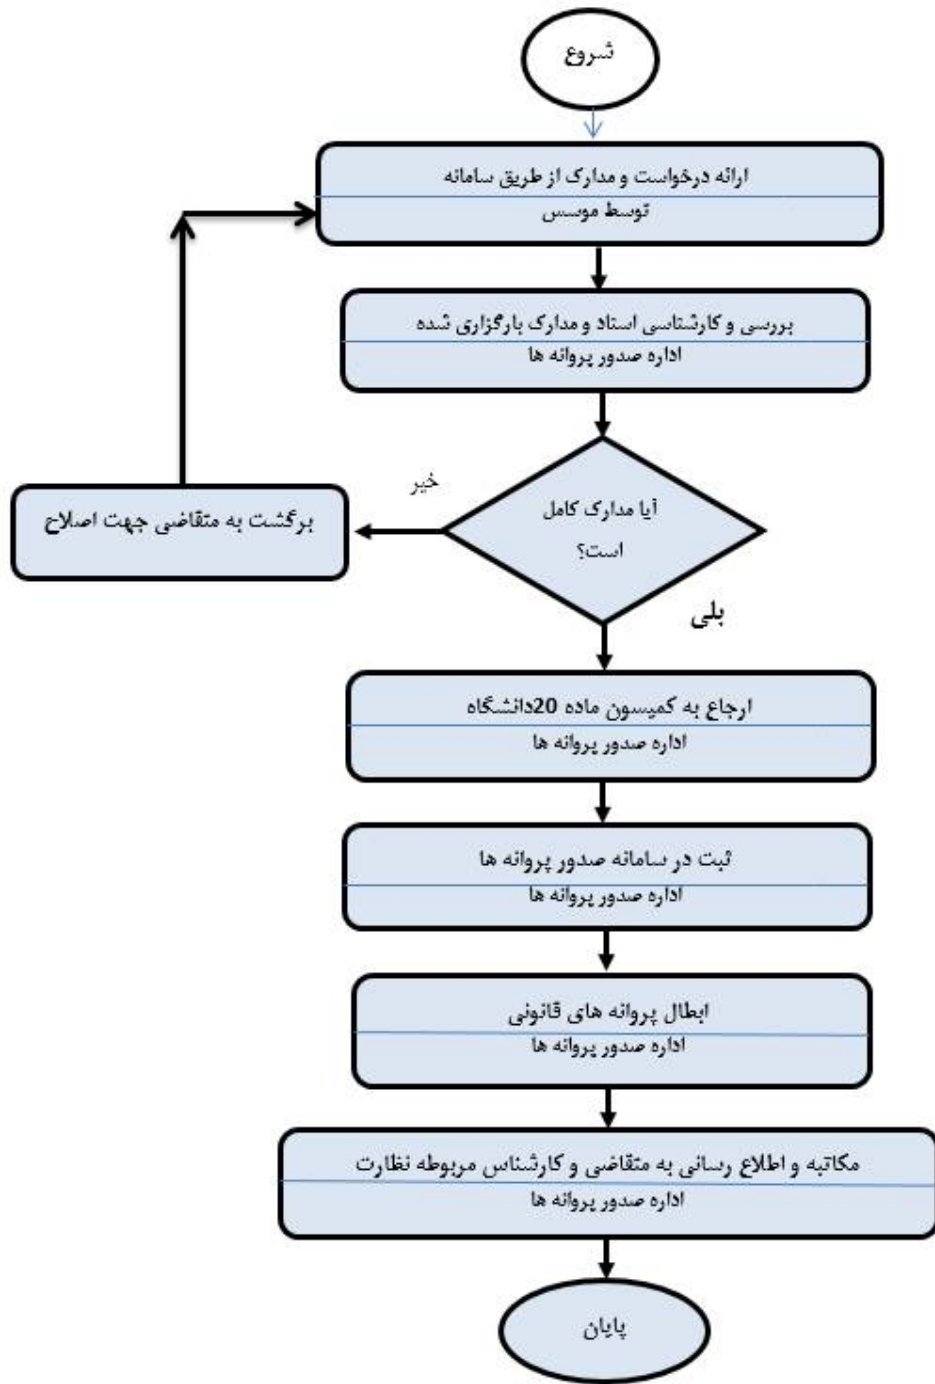 شروع
ارائه درخواست و مدارک از طریق سامانه
توسط موسس
بررسی و کارشناسی اسناد و مدارک بارگزاری شده
اداره صدور پروانه ها
آیا مدارک کامل
است؟
خیر
برگشت به متقاضی جهت اصلاح
بلی
ارجاع به کمیسون ماده 20دانشگاه
اداره صدور پروانه ها
ثبت در سامانه صدور پروانه ها
اداره صدور پروانه ها
ابطال پروانه های قانونی
اداره صدور پروانه ها
مکاتبه و اطلاع رسانی به متقاضی و کارشناس مربوطه نظارت
اداره صدور پروانه ها
پایان